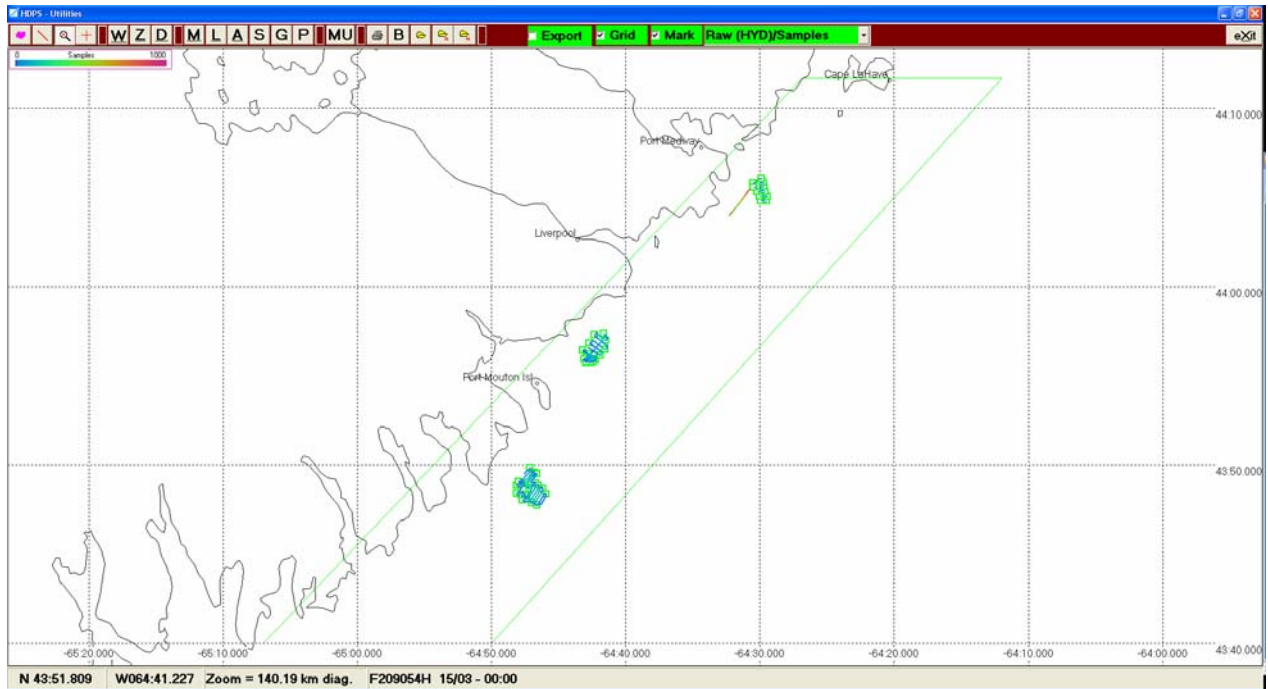 HDPS - Utilities
W Z D M L A S G P MU B Export Grid Mark Raw (HYD)/Samples eXit
0 Samples 1000
Cape LaHave
44:10.000
Port Medway
Liverpool
44:00.000
Port Mouton Isl
43:50.000
-65:20.000 -65:10.000 -65:00.000 -64:50.000 -64:40.000 -64:30.000 -64:20.000 -64:10.000 -64:00.000 43:40.000
N 43:51.809 W064:41.227 Zoom = 140.19 km diag. F209054H 15/03 - 00:00